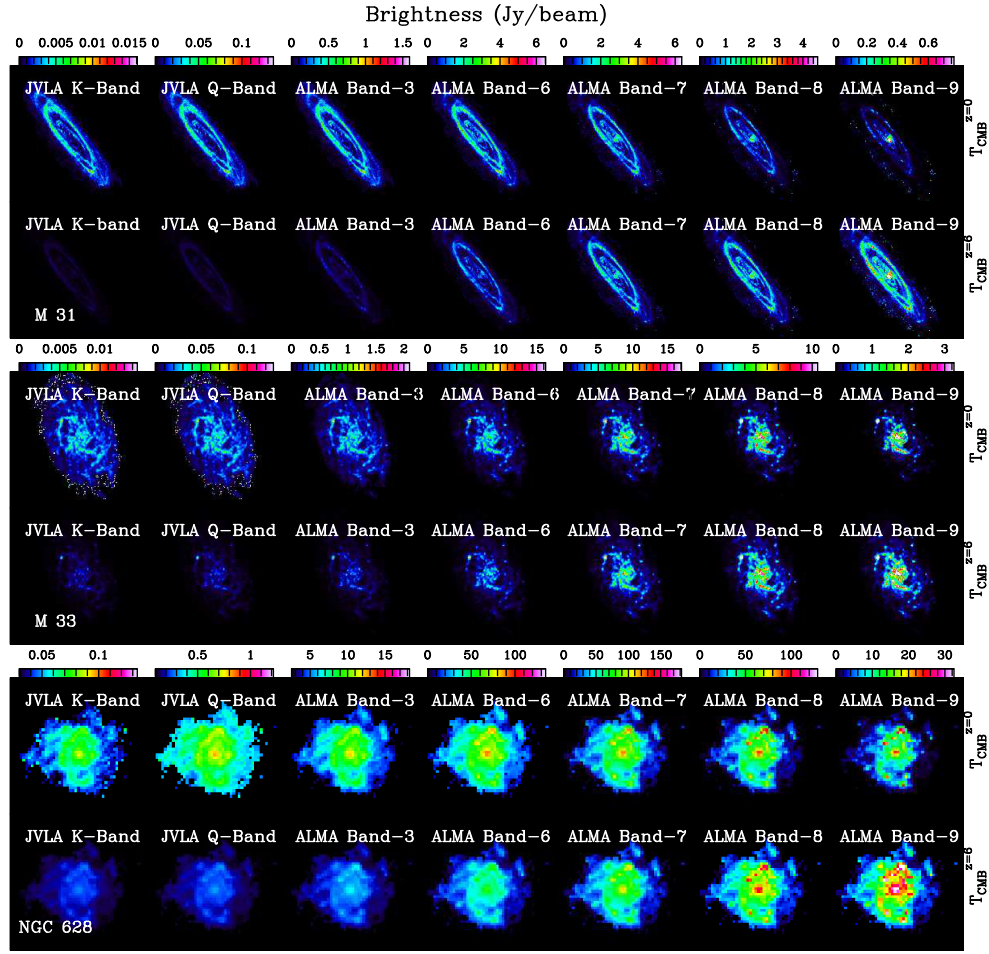 Brightness (Jy/beam)
0 0.005 0.01 0.015 0 0.05 0.1 0 0.5 1 1.5 0 2 4 6 0 2 4 6 0 1 2 3 4 0 0.2 0.4 0.6
JVLA K-Band JVLA Q-Band ALMA Band-3 ALMA Band-6 ALMA Band-7 ALMA Band-8 ALMA Band-9
T CMB z=0
JVLA K-band JVLA Q-Band ALMA Band-3 ALMA Band-6 ALMA Band-7 ALMA Band-8 ALMA Band-9
T CMB z=6
M 31
0 0.005 0.01 0 0.05 0.1 0 0.5 1 1.5 2 0 5 10 15 0 5 10 15 0 5 10 0 1 2 3
JVLA K-Band JVLA Q-Band ALMA Band-3 ALMA Band-6 ALMA Band-7 ALMA Band-8 ALMA Band-9
T CMB z=0
JVLA K-Band JVLA Q-Band ALMA Band-3 ALMA Band-6 ALMA Band-7 ALMA Band-8 ALMA Band-9
T CMB z=6
M 33
0.05 0.1 0.5 1 5 10 15 0 50 100 0 50 100 150 0 50 100 0 10 20 30
JVLA K-Band JVLA Q-Band ALMA Band-3 ALMA Band-6 ALMA Band-7 ALMA Band-8 ALMA Band-9
T CMB z=0
JVLA K-Band JVLA Q-Band ALMA Band-3 ALMA Band-6 ALMA Band-7 ALMA Band-8 ALMA Band-9
T CMB z=6
NGC 628